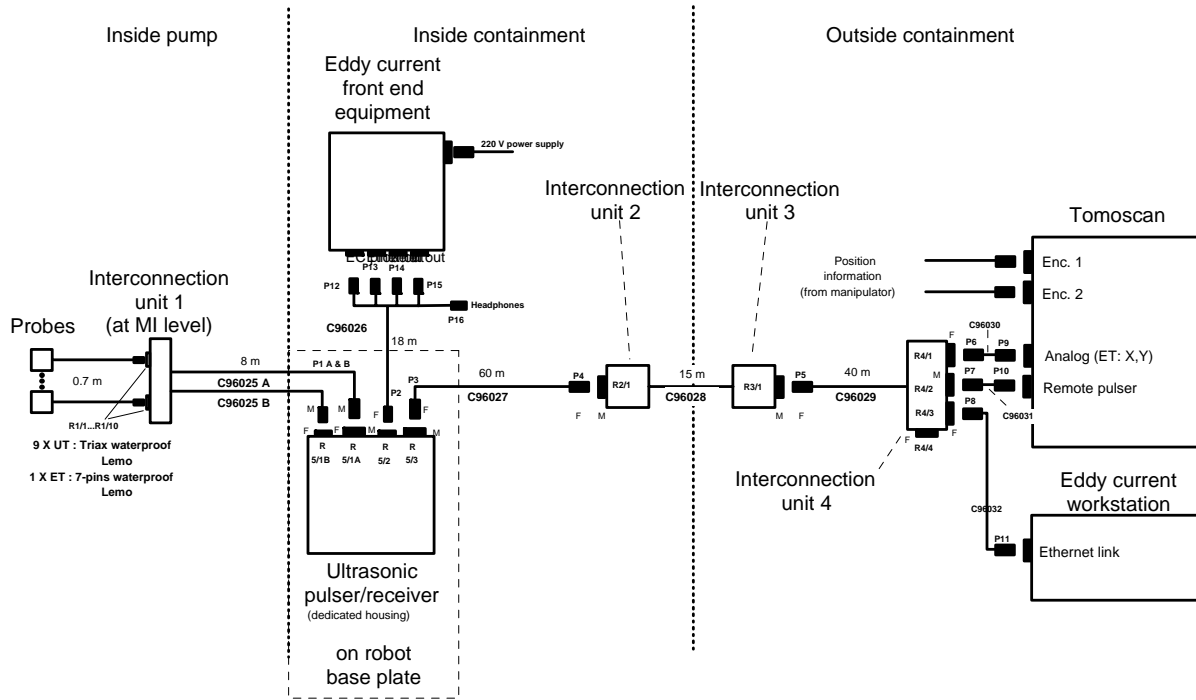 Inside pump
Inside containment
Outside containment
Eddy current
front end
equipment
220 V power supply
Interconnection
unit 2
Interconnection
unit 3
Tomoscan
P13
P14
P12
P15
Headphones
P16
C96026
18 m
Position
information
(from manipulator)
Enc. 1
Enc. 2
Interconnection
unit 1
(at MI level)
Probes
0.7 m
8 m
P1 A & B
C96025 A
C96025 B
R1/1...R1/10
9 X UT : Triax waterproof
Lemo
1 X ET : 7-pins waterproof
Lemo
P2
P3
60 m
C96027
P4
F
M
R2/1
15 m
C96028
R3/1
M
F
P5
40 m
C96029
F
R4/1
M
R4/2
R4/3
F
F
R4/4
P6
C96030
P9
Analog (ET: X,Y)
P7
P10
Remote pulser
P8
C96031
M
M
F
F
F
F
M
M
R
5/1B
R
5/1A
R
5/2
R
5/3
Interconnection
unit 4
C96032
P11
Eddy current
workstation
Ethernet link
Ultrasonic
pulser/receiver
(dedicated housing)
on robot
base plate